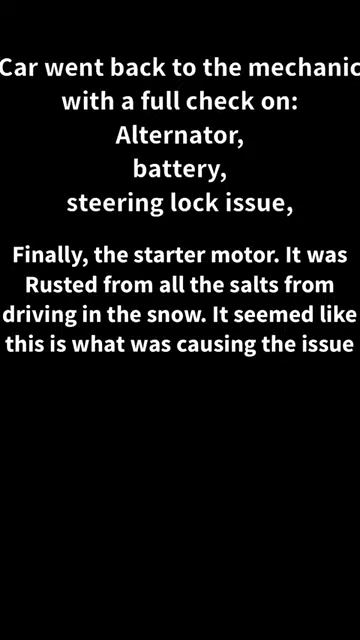 Car went back to the mechanic
with a full check on:
Alternator,
battery,
steering lock issue,
Finally, the starter motor. It was
Rusted from all the salts from
driving in the snow. It seemed like
this is what was causing the issue